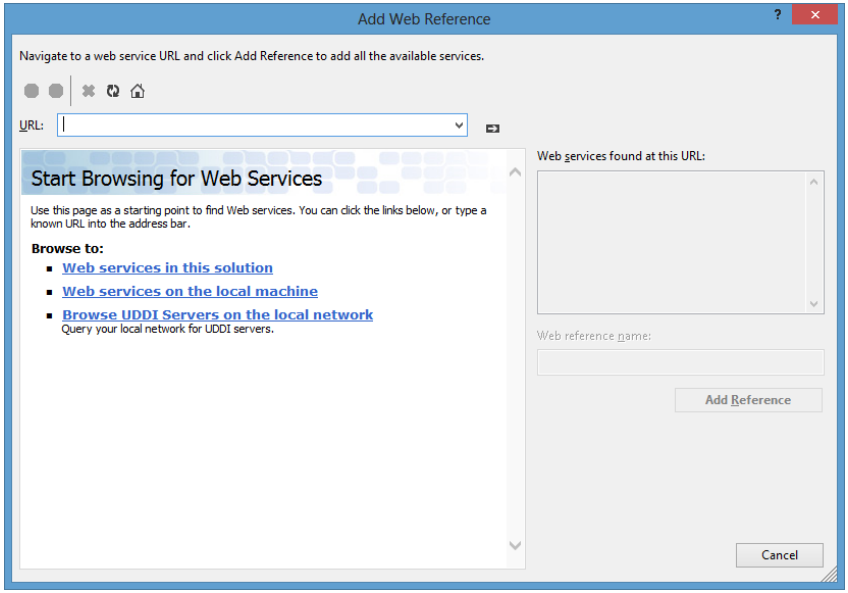 Add Web Reference
?
Navigate to a web service URL and click Add Reference to add all the available services.
URL:
Start Browsing for Web Services
Use this page as a starting point to find Web services. You can click the links below, or type a
known URL into the address bar.
Browse to:
Web services in this solution
Web services on the local machine
Browse UDDI Servers on the local network
Query your local network for UDDI servers.
Web services found at this URL:
Web reference name:
Add Reference
Cancel